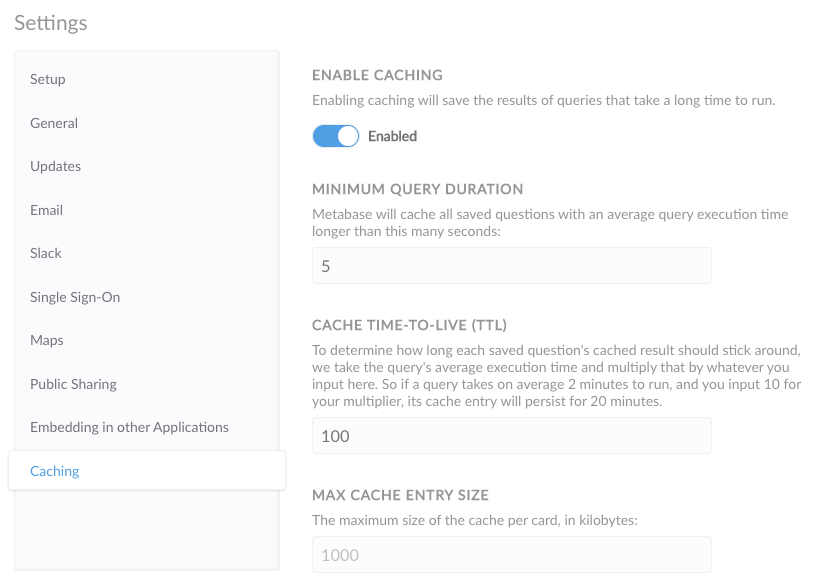 Settings
Setup
General
Updates
Email
Slack
Single Sign-On
Maps
Public Sharing
Embedding in other Applications
Caching
ENABLE CACHING
Enabling caching will save the results of queries that take a long time to run.
Enabled
MINIMUM QUERY DURATION
Metabase will cache all saved questions with an average query execution time
longer than this many seconds:
5
CACHE TIME-TO-LIVE (TTL)
To determine how long each saved question's cached result should stick around,
we take the query's average execution time and multiply that by whatever you
input here. So if a query takes on average 2 minutes to run, and you input 10 for
your multiplier, its cache entry will persist for 20 minutes.
100
MAX CACHE ENTRY SIZE
The maximum size of the cache per card, in kilobytes:
1000